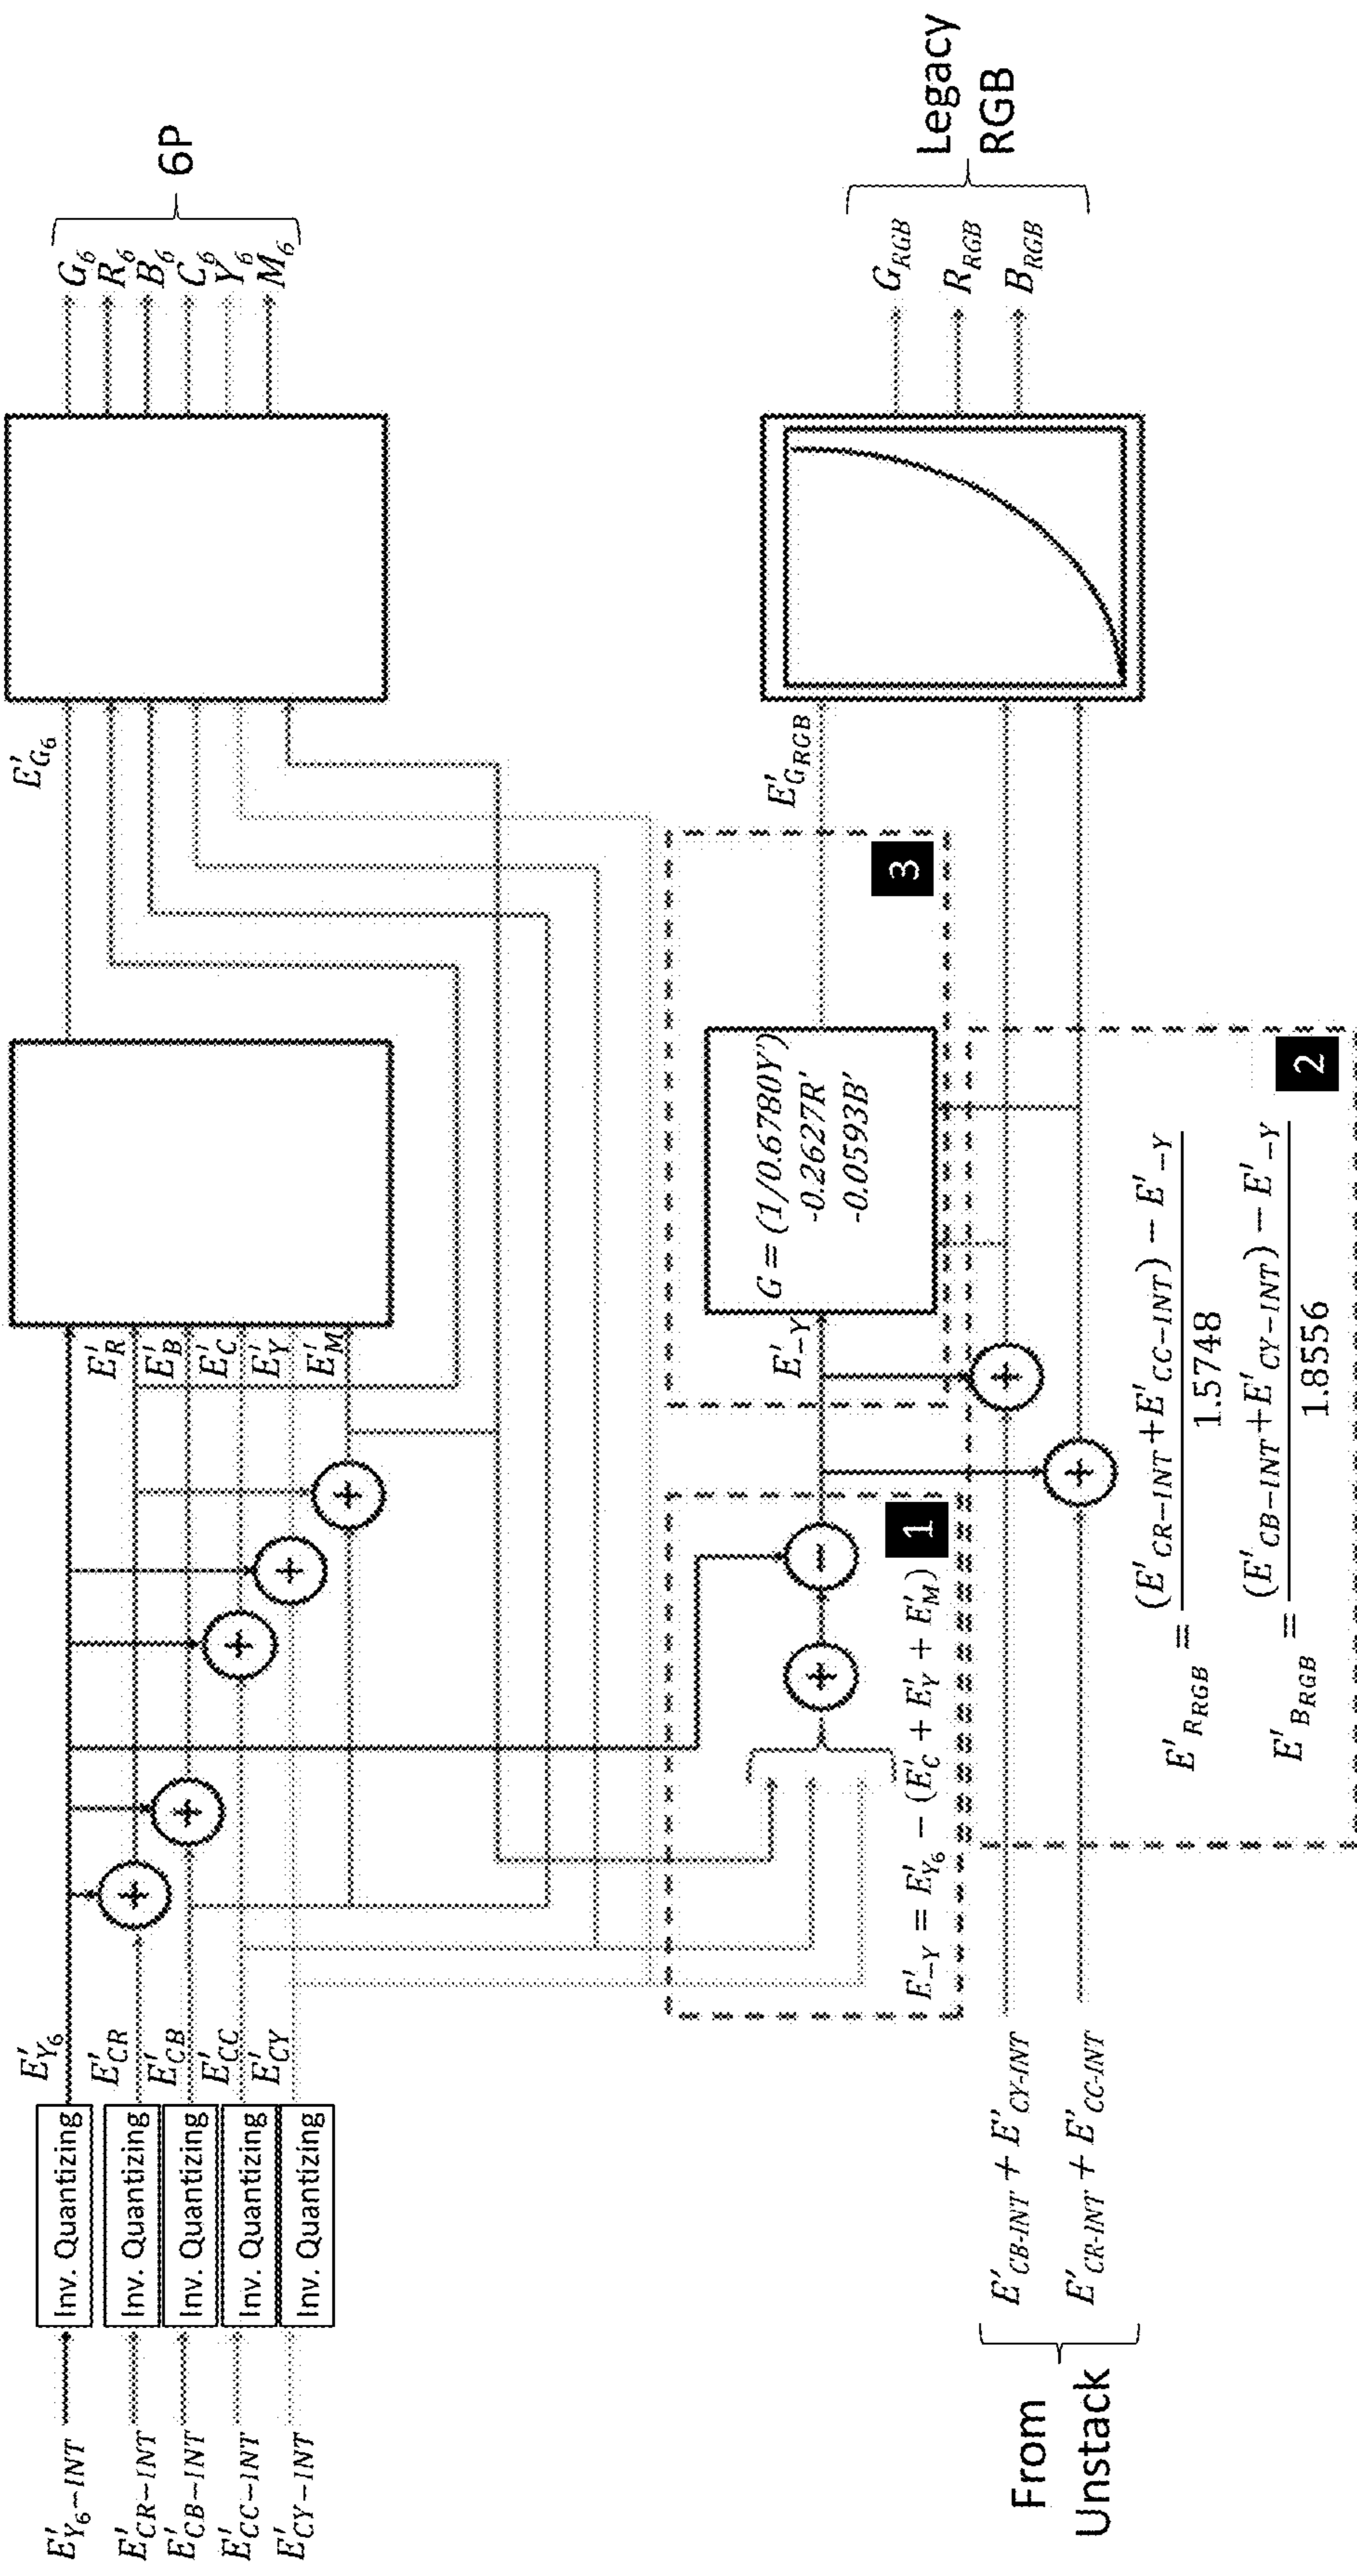 E'Y6-INT
E'CR-INT
E'CB-INT
E'CC-INT
E'CY-INT
Inv. Quantizing
Inv. Quantizing
Inv. Quantizing
Inv. Quantizing
Inv. Quantizing
E'Y6
E'CR
E'CB
E'CC
E'CY
+
+
+
+
+
E'R
E'B
E'C
E'Y
E'M
E'G6
G6
R6
B6
C6
Y6
M6
6P
E'-Y = E'Y6 − (E'C + E'Y + E'M)
1
+
-
E'-Y
G = (1/0.6780Y')
-0.2627R'
-0.0593B'
3
E'GRGB
GRGB
RRGB
BRGB
Legacy
RGB
From
Unstack
E'CB-INT + E'CY-INT
E'CR-INT + E'CC-INT
+
+
E'RRGB = (E'CR-INT+E'CC-INT) − E'-Y
1.5748
E'BRGB = (E'CB-INT+E'CY-INT) − E'-Y
1.8556
2